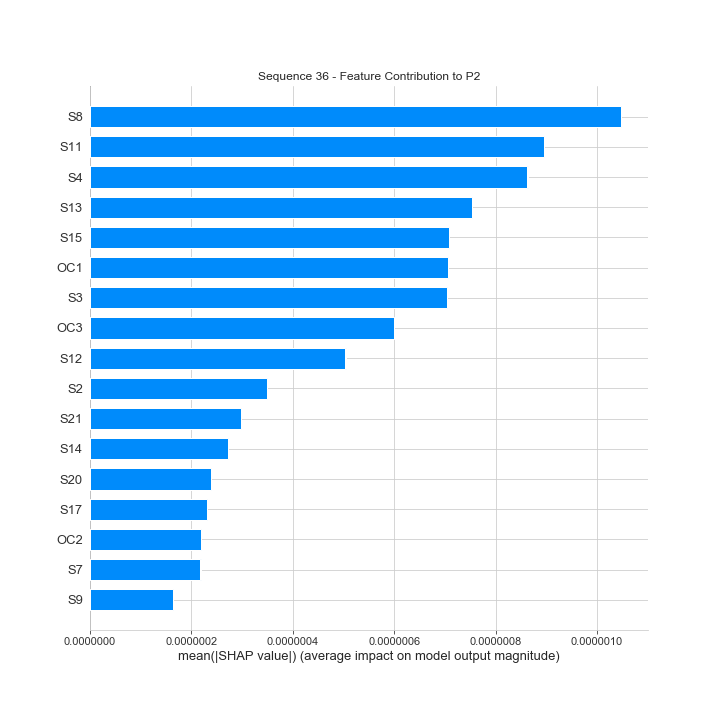 Sequence 36 - Feature Contribution to P2
S8
S11
S4
S13
S15
OC1
S3
OC3
S12
S2
S21
S14
S20
S17
OC2
S7
S9
0.0000000 0.0000002 0.0000004 0.0000006 0.0000008 0.0000010
mean(|SHAP value|) (average impact on model output magnitude)